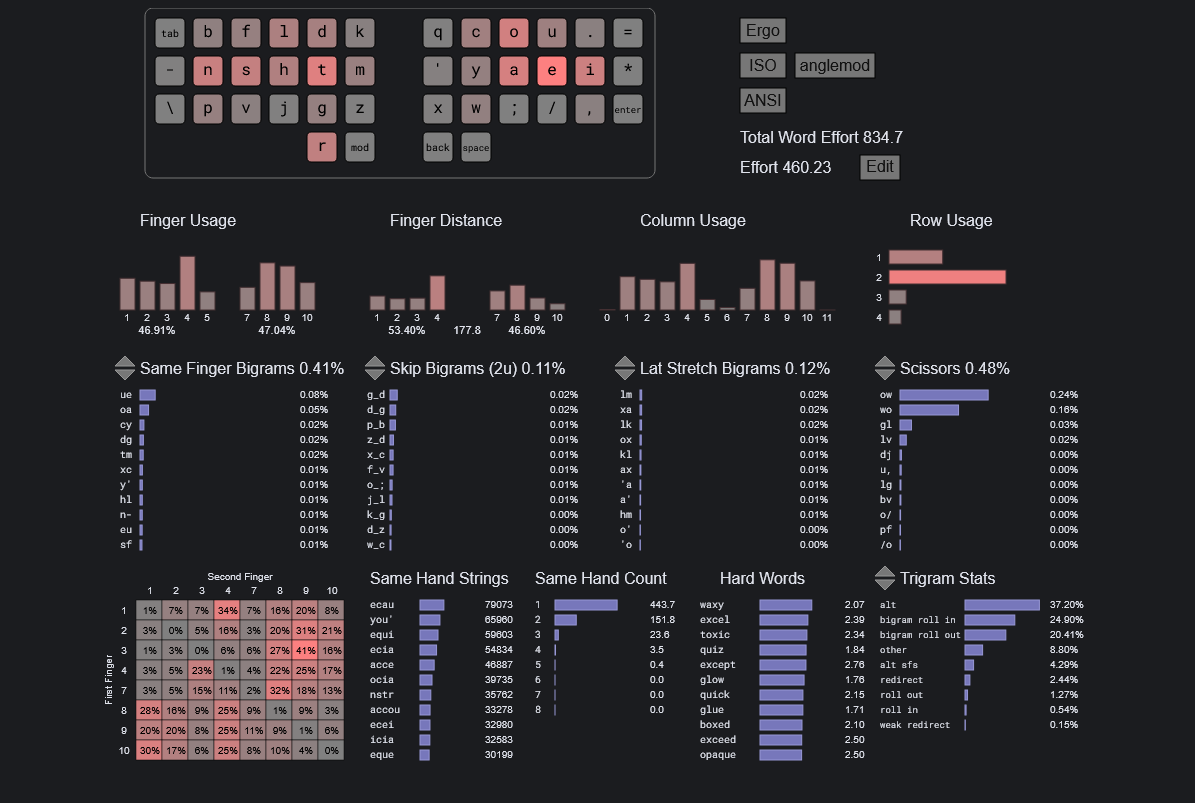 tab b f l d k q c o u . = Ergo
- n s h t m ' y a e i * ISO anglemod
\ p v j g z x w ; / , enter ANSI
r mod back space
Total Word Effort 834.7
Effort 460.23 Edit
Finger Usage Finger Distance Column Usage Row Usage
1
2
3
4
1 2 3 4 5 7 8 9 10 1 2 3 4 7 8 9 10 0 1 2 3 4 5 6 7 8 9 10 11
46.91% 47.04% 53.40% 177.8 46.60%
Same Finger Bigrams 0.41% Skip Bigrams (2u) 0.11% Lat Stretch Bigrams 0.12% Scissors 0.48%
ue 0.08% g_d 0.02% lm 0.02% ow 0.24%
oa 0.05% d_g 0.02% xa 0.02% wo 0.16%
cy 0.02% p_b 0.01% lk 0.02% gl 0.03%
dg 0.02% z_d 0.01% ox 0.01% lv 0.02%
tm 0.02% x_c 0.01% kl 0.01% dj 0.00%
xc 0.01% f_v 0.01% ax 0.01% u, 0.00%
y' 0.01% o_; 0.01% 'a 0.01% lg 0.00%
hl 0.01% j_l 0.01% a' 0.01% bv 0.00%
n- 0.01% k_g 0.00% hm 0.01% o/ 0.00%
eu 0.01% d_z 0.00% o' 0.00% pf 0.00%
sf 0.01% w_c 0.00% 'o 0.00% /o 0.00%
Second Finger Same Hand Strings Same Hand Count Hard Words Trigram Stats
1 2 3 4 7 8 9 10
First Finger
1 1% 7% 7% 34% 7% 16% 20% 8% ecau 79073 1 443.7 waxy 2.07 alt 37.20%
2 3% 0% 5% 16% 3% 20% 31% 21% you' 65960 2 151.8 excel 2.39 bigram roll in 24.90%
3 1% 3% 0% 6% 6% 27% 41% 16% equi 59603 3 23.6 toxic 2.34 bigram roll out 20.41%
4 3% 5% 23% 1% 4% 22% 25% 17% ecia 54834 4 3.5 quiz 1.84 other 8.80%
7 3% 5% 15% 11% 2% 32% 18% 13% acce 46887 5 0.4 except 2.76 alt sfs 4.29%
8 28% 16% 9% 25% 9% 1% 9% 3% ocia 39735 6 0.0 glow 1.76 redirect 2.44%
9 20% 20% 8% 25% 11% 9% 1% 6% nstr 35762 7 0.0 quick 2.15 roll out 1.27%
10 30% 17% 6% 25% 8% 10% 4% 0% accou 33278 8 0.0 glue 1.71 roll in 0.54%
ecei 32980 boxed 2.10 weak redirect 0.15%
icia 32583 exceed 2.50
eque 30199 opaque 2.50